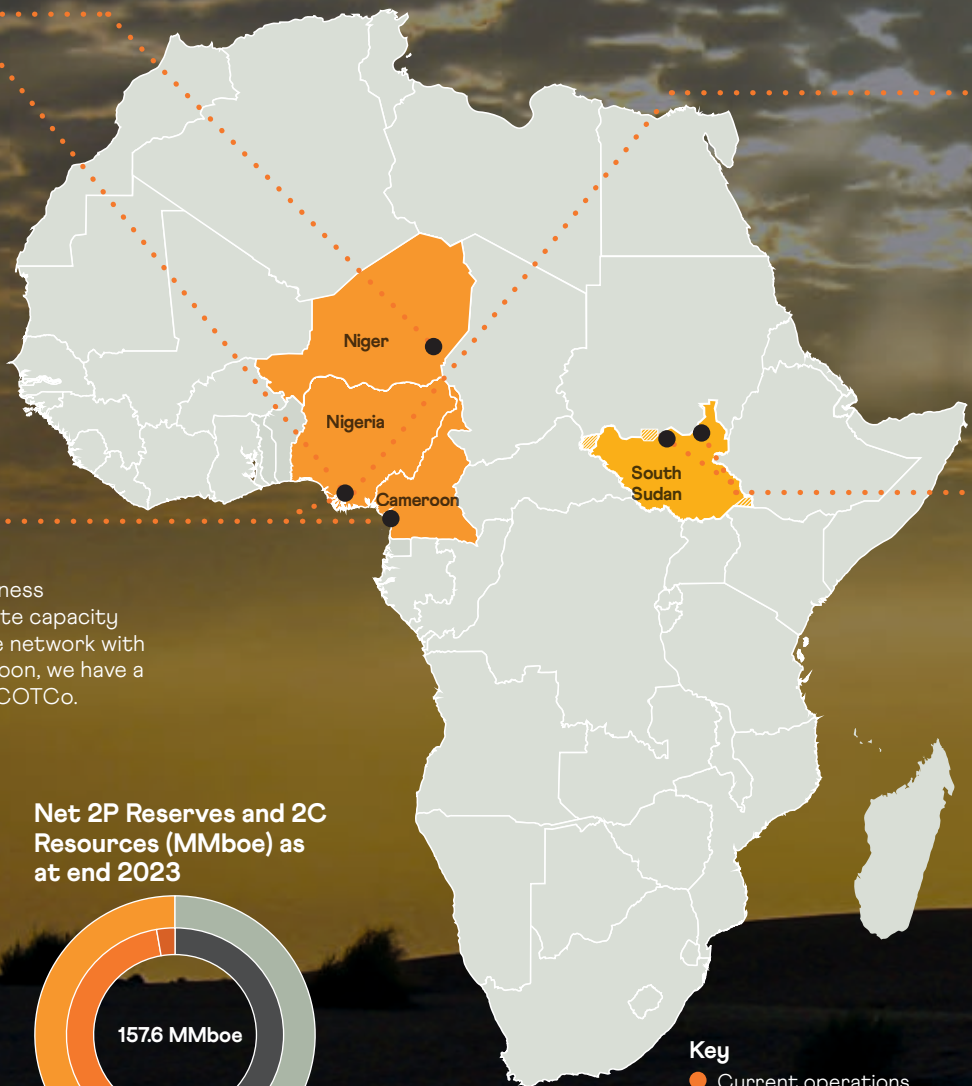 Niger
Nigeria
Cameroon
South
Sudan
ness
te capacity
e network with
oon, we have a
COTCo.
Net 2P Reserves and 2C
Resources (MMboe) as
at end 2023
157.6 MMboe
Key
Current operations